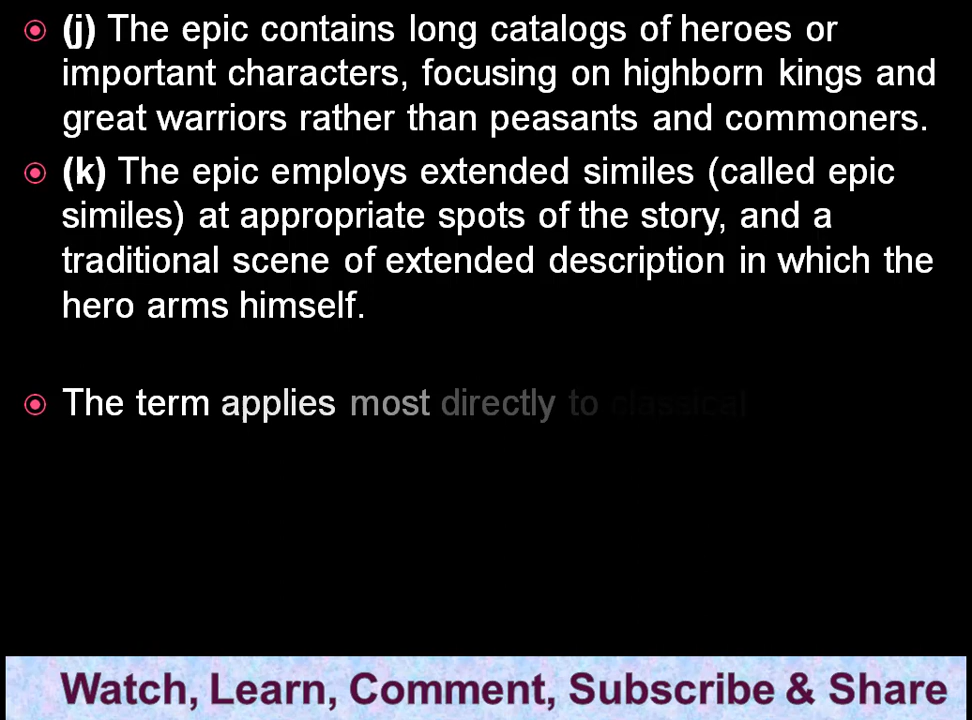 (j) The epic contains long catalogs of heroes or
important characters, focusing on highborn kings and
great warriors rather than peasants and commoners.
(k) The epic employs extended similes (called epic
similes) at appropriate spots of the story, and a
traditional scene of extended description in which the
hero arms himself.
The term applies most directly to classical
Watch, Learn, Comment, Subscribe & Share